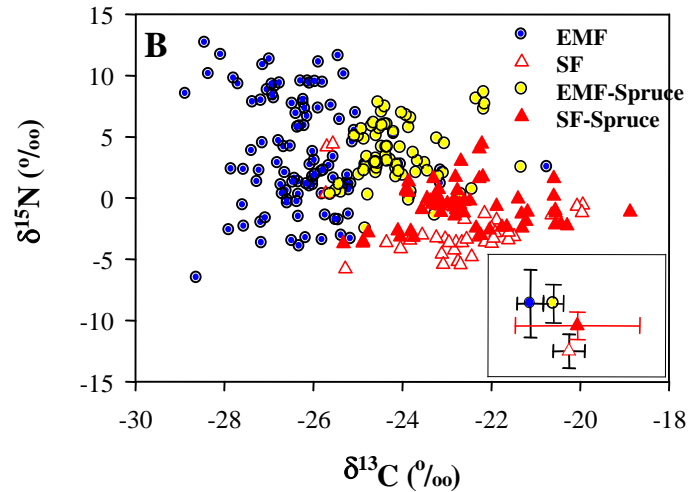 B
EMF
SF
EMF-Spruce
SF-Spruce
15
10
5
0
-5
-10
-15
δ¹⁵N (⁰/₀₀)
-30
-28
-26
-24
-22
-20
-18
δ¹³C (⁰/₀₀)